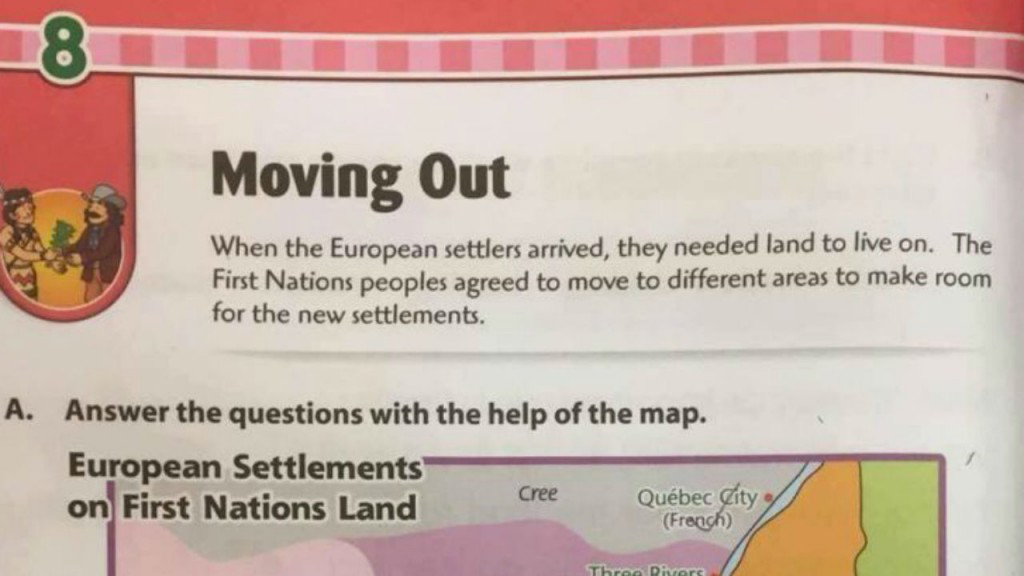 8
Moving Out
When the European settlers arrived, they needed land to live on. The
First Nations peoples agreed to move to different areas to make room
for the new settlements.
A. Answer the questions with the help of the map.
European Settlements
on First Nations Land
Cree
Québec City
(French)
Three Rivers